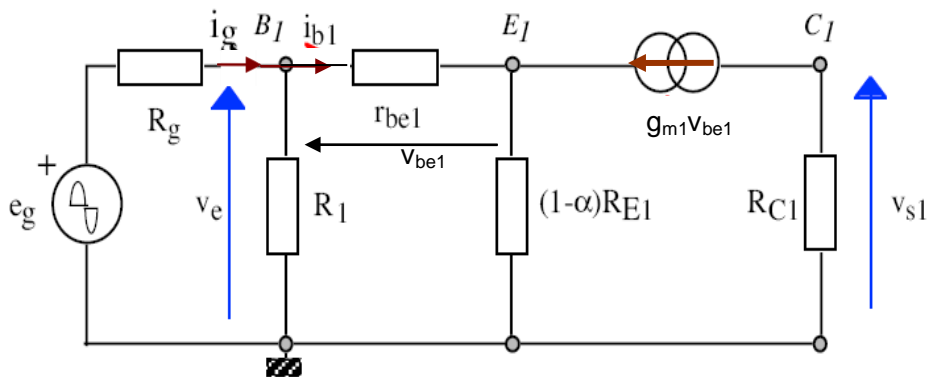 ig B1 ib1 E1 C1
Rg rbe1 gm1vbe1
vbe1
+
eg ve R1 (1-α)RE1 RC1 vs1